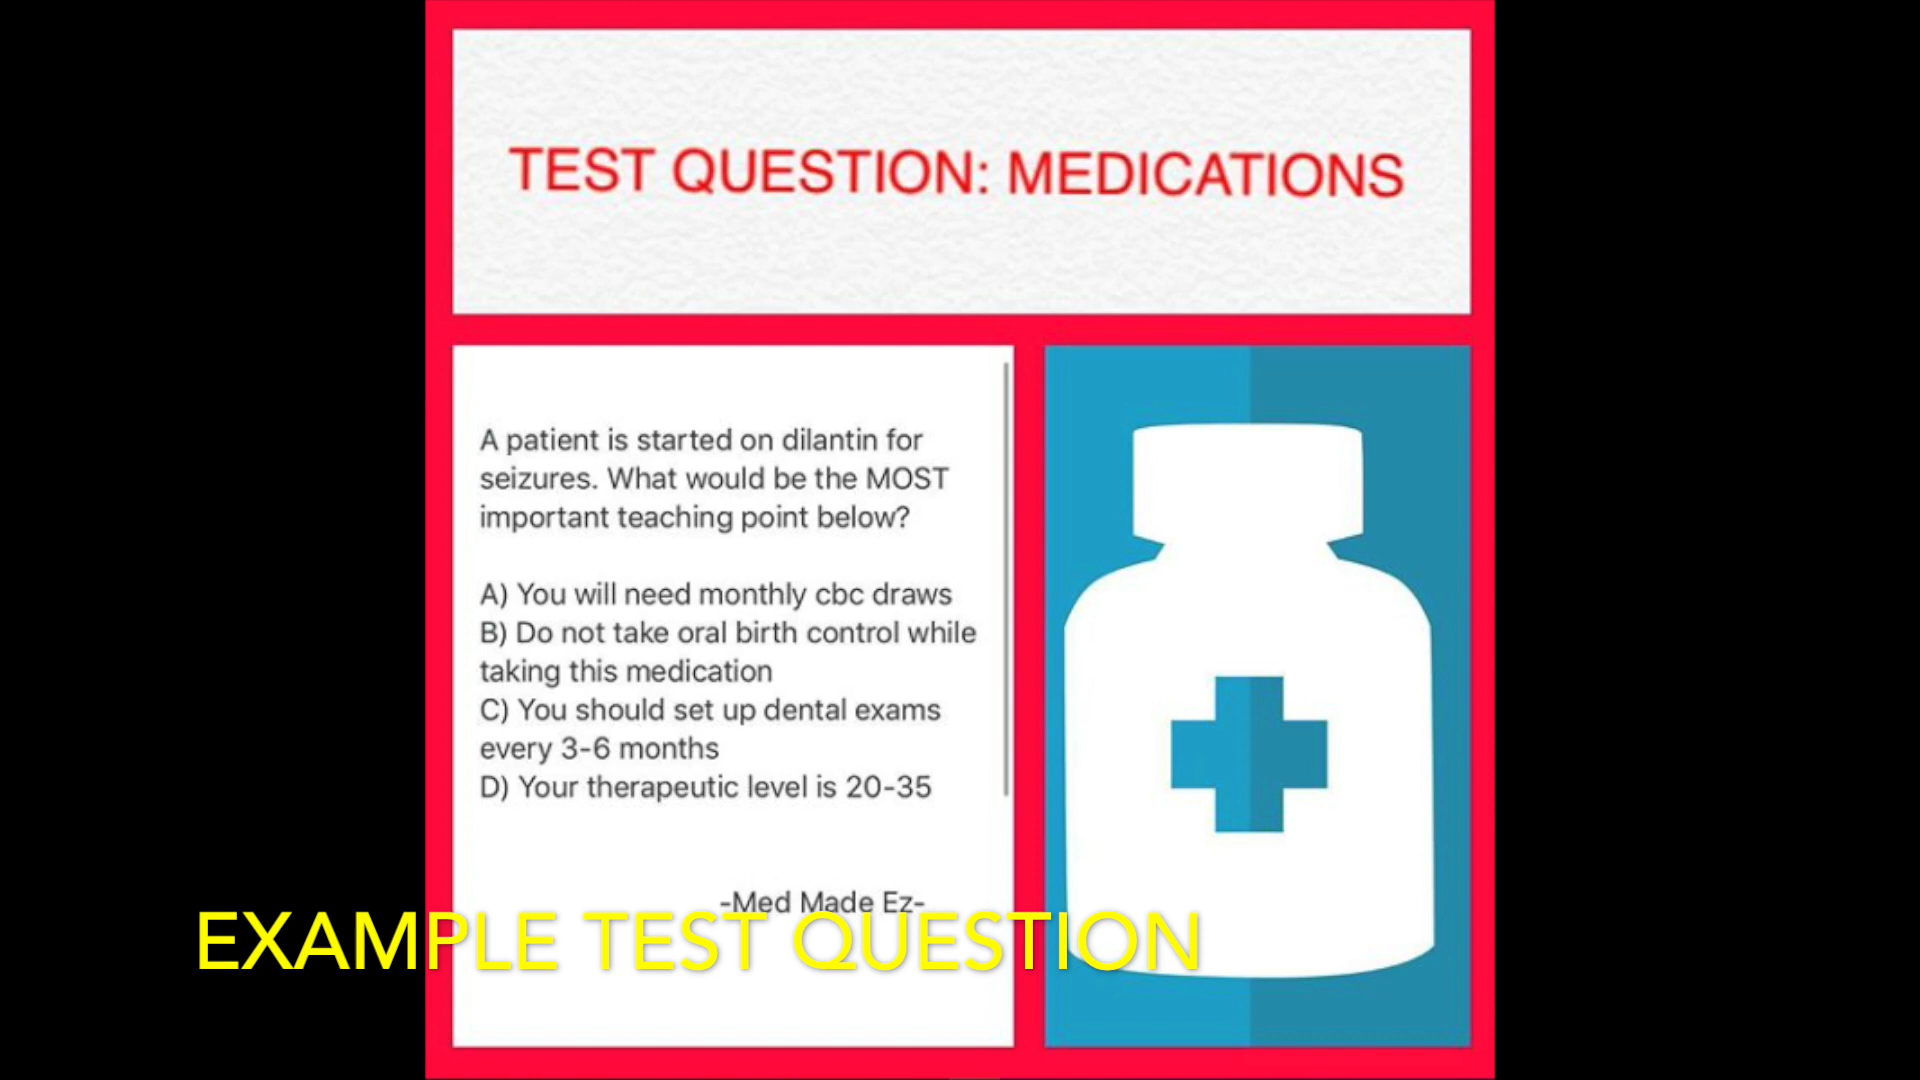 TEST QUESTION: MEDICATIONS
A patient is started on dilantin for
seizures. What would be the MOST
important teaching point below?
A) You will need monthly cbc draws
B) Do not take oral birth control while
taking this medication
C) You should set up dental exams
every 3-6 months
D) Your therapeutic level is 20-35
-Med Made Ez-
EXAMPLE TEST QUESTION